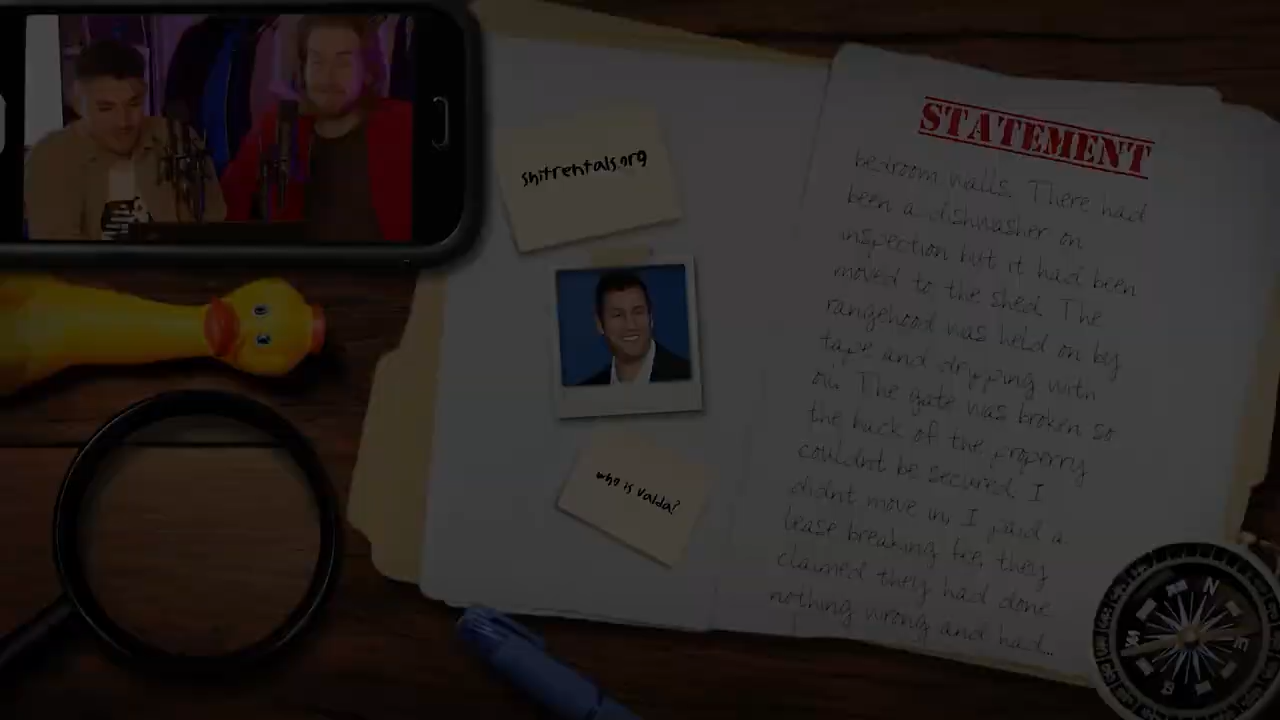 shitrentals.org
who is valda?
STATEMENT
bedroom walls. There had
been a dishwasher on
inspection but it had been
moved to the shed. The
rangehood was held on by
tape and dripping with
oil. The gate was broken so
the back of the property
couldnt be secured. I
didnt move in, I paid a
lease breaking fee, they
claimed they had done
nothing wrong and had...
N
E